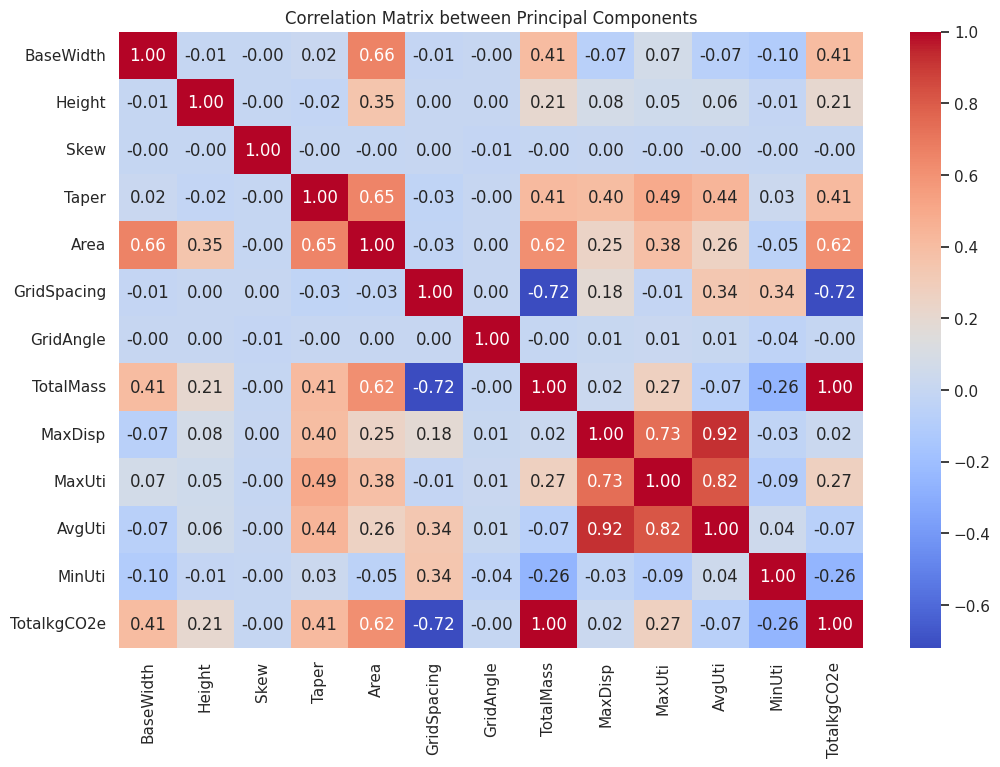 Correlation Matrix between Principal Components
BaseWidth 1.00 -0.01 -0.00 0.02 0.66 -0.01 -0.00 0.41 -0.07 0.07 -0.07 -0.10 0.41
Height -0.01 1.00 -0.00 -0.02 0.35 0.00 0.00 0.21 0.08 0.05 0.06 -0.01 0.21
Skew -0.00 -0.00 1.00 -0.00 -0.00 0.00 -0.01 -0.00 0.00 -0.00 -0.00 -0.00 -0.00
Taper 0.02 -0.02 -0.00 1.00 0.65 -0.03 -0.00 0.41 0.40 0.49 0.44 0.03 0.41
Area 0.66 0.35 -0.00 0.65 1.00 -0.03 0.00 0.62 0.25 0.38 0.26 -0.05 0.62
GridSpacing -0.01 0.00 0.00 -0.03 -0.03 1.00 0.00 -0.72 0.18 -0.01 0.34 0.34 -0.72
GridAngle -0.00 0.00 -0.01 -0.00 0.00 0.00 1.00 -0.00 0.01 0.01 0.01 -0.04 -0.00
TotalMass 0.41 0.21 -0.00 0.41 0.62 -0.72 -0.00 1.00 0.02 0.27 -0.07 -0.26 1.00
MaxDisp -0.07 0.08 0.00 0.40 0.25 0.18 0.01 0.02 1.00 0.73 0.92 -0.03 0.02
MaxUti 0.07 0.05 -0.00 0.49 0.38 -0.01 0.01 0.27 0.73 1.00 0.82 -0.09 0.27
AvgUti -0.07 0.06 -0.00 0.44 0.26 0.34 0.01 -0.07 0.92 0.82 1.00 0.04 -0.07
MinUti -0.10 -0.01 -0.00 0.03 -0.05 0.34 -0.04 -0.26 -0.03 -0.09 0.04 1.00 -0.26
TotalkgCO2e 0.41 0.21 -0.00 0.41 0.62 -0.72 -0.00 1.00 0.02 0.27 -0.07 -0.26 1.00
BaseWidth
Height
Skew
Taper
Area
GridSpacing
GridAngle
TotalMass
MaxDisp
MaxUti
AvgUti
MinUti
TotalkgCO2e
1.0
0.8
0.6
0.4
0.2
0.0
−0.2
−0.4
−0.6